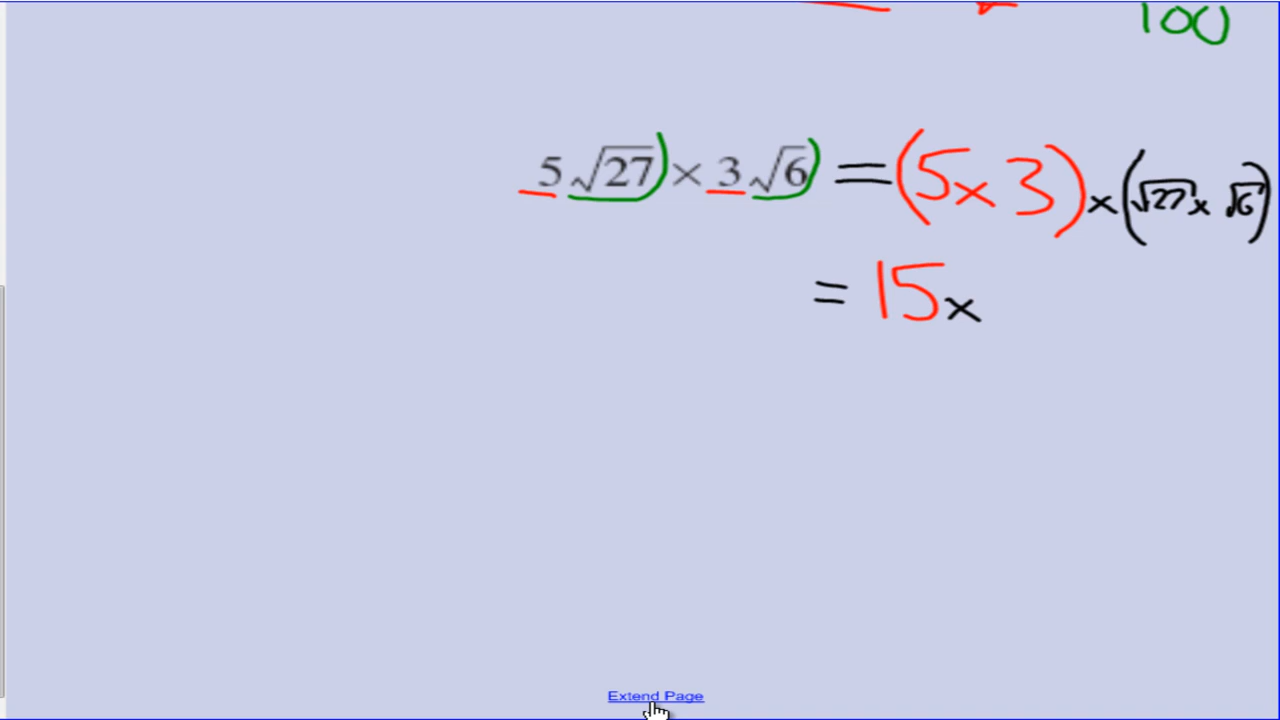 100
5√27) × 3√6) = (5 x 3) x (√27 x √6)
= 15 x
Extend Page